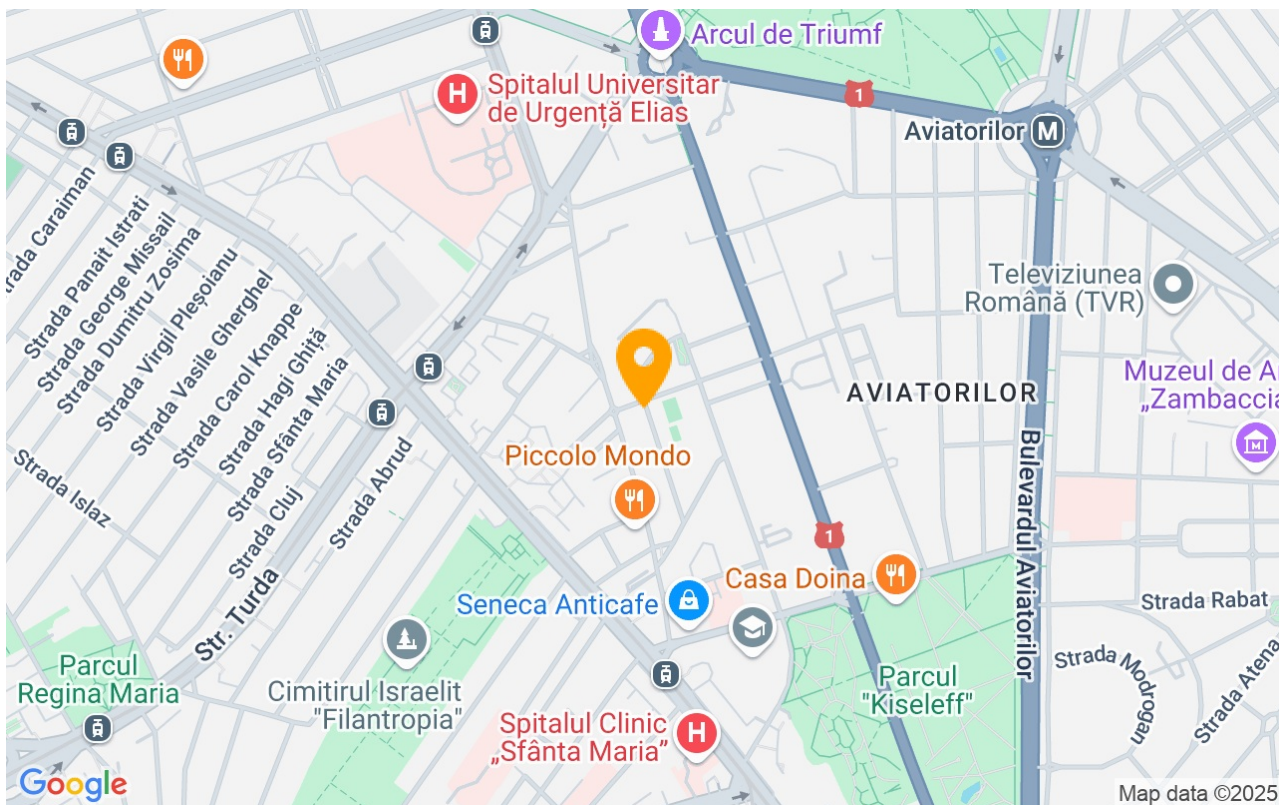 Arcul de Triumf
H
Spitalul Universitar
de Urgență Elias
1
Aviatorilor
M
trada Caraiman
Strada Panait Istrati
Strada George Missail
Strada Dumitru Zosima
Strada Virgil Pleșoianu
Strada Vasile Gherghel
Strada Carol Knappe
Strada Hagi Ghiță
Strada Sfânta Maria
Strada Cluj
Strada Abrud
Strada Islaz
Str. Turda
Televiziunea
Română (TVR)
AVIATORILOR
Muzeul de Ar
„Zambaccia
M
Bulevardul Aviatorilor
Piccolo Mondo
1
Casa Doina
Seneca Anticafe
Strada Rabat
Strada Modrogan
Strada Atena
Parcul
Regina Maria
Cimitirul Israelit
"Filantropia"
Parcul
"Kiseleff"
Spitalul Clinic
„Sfânta Maria”
H
Google
Map data ©2025